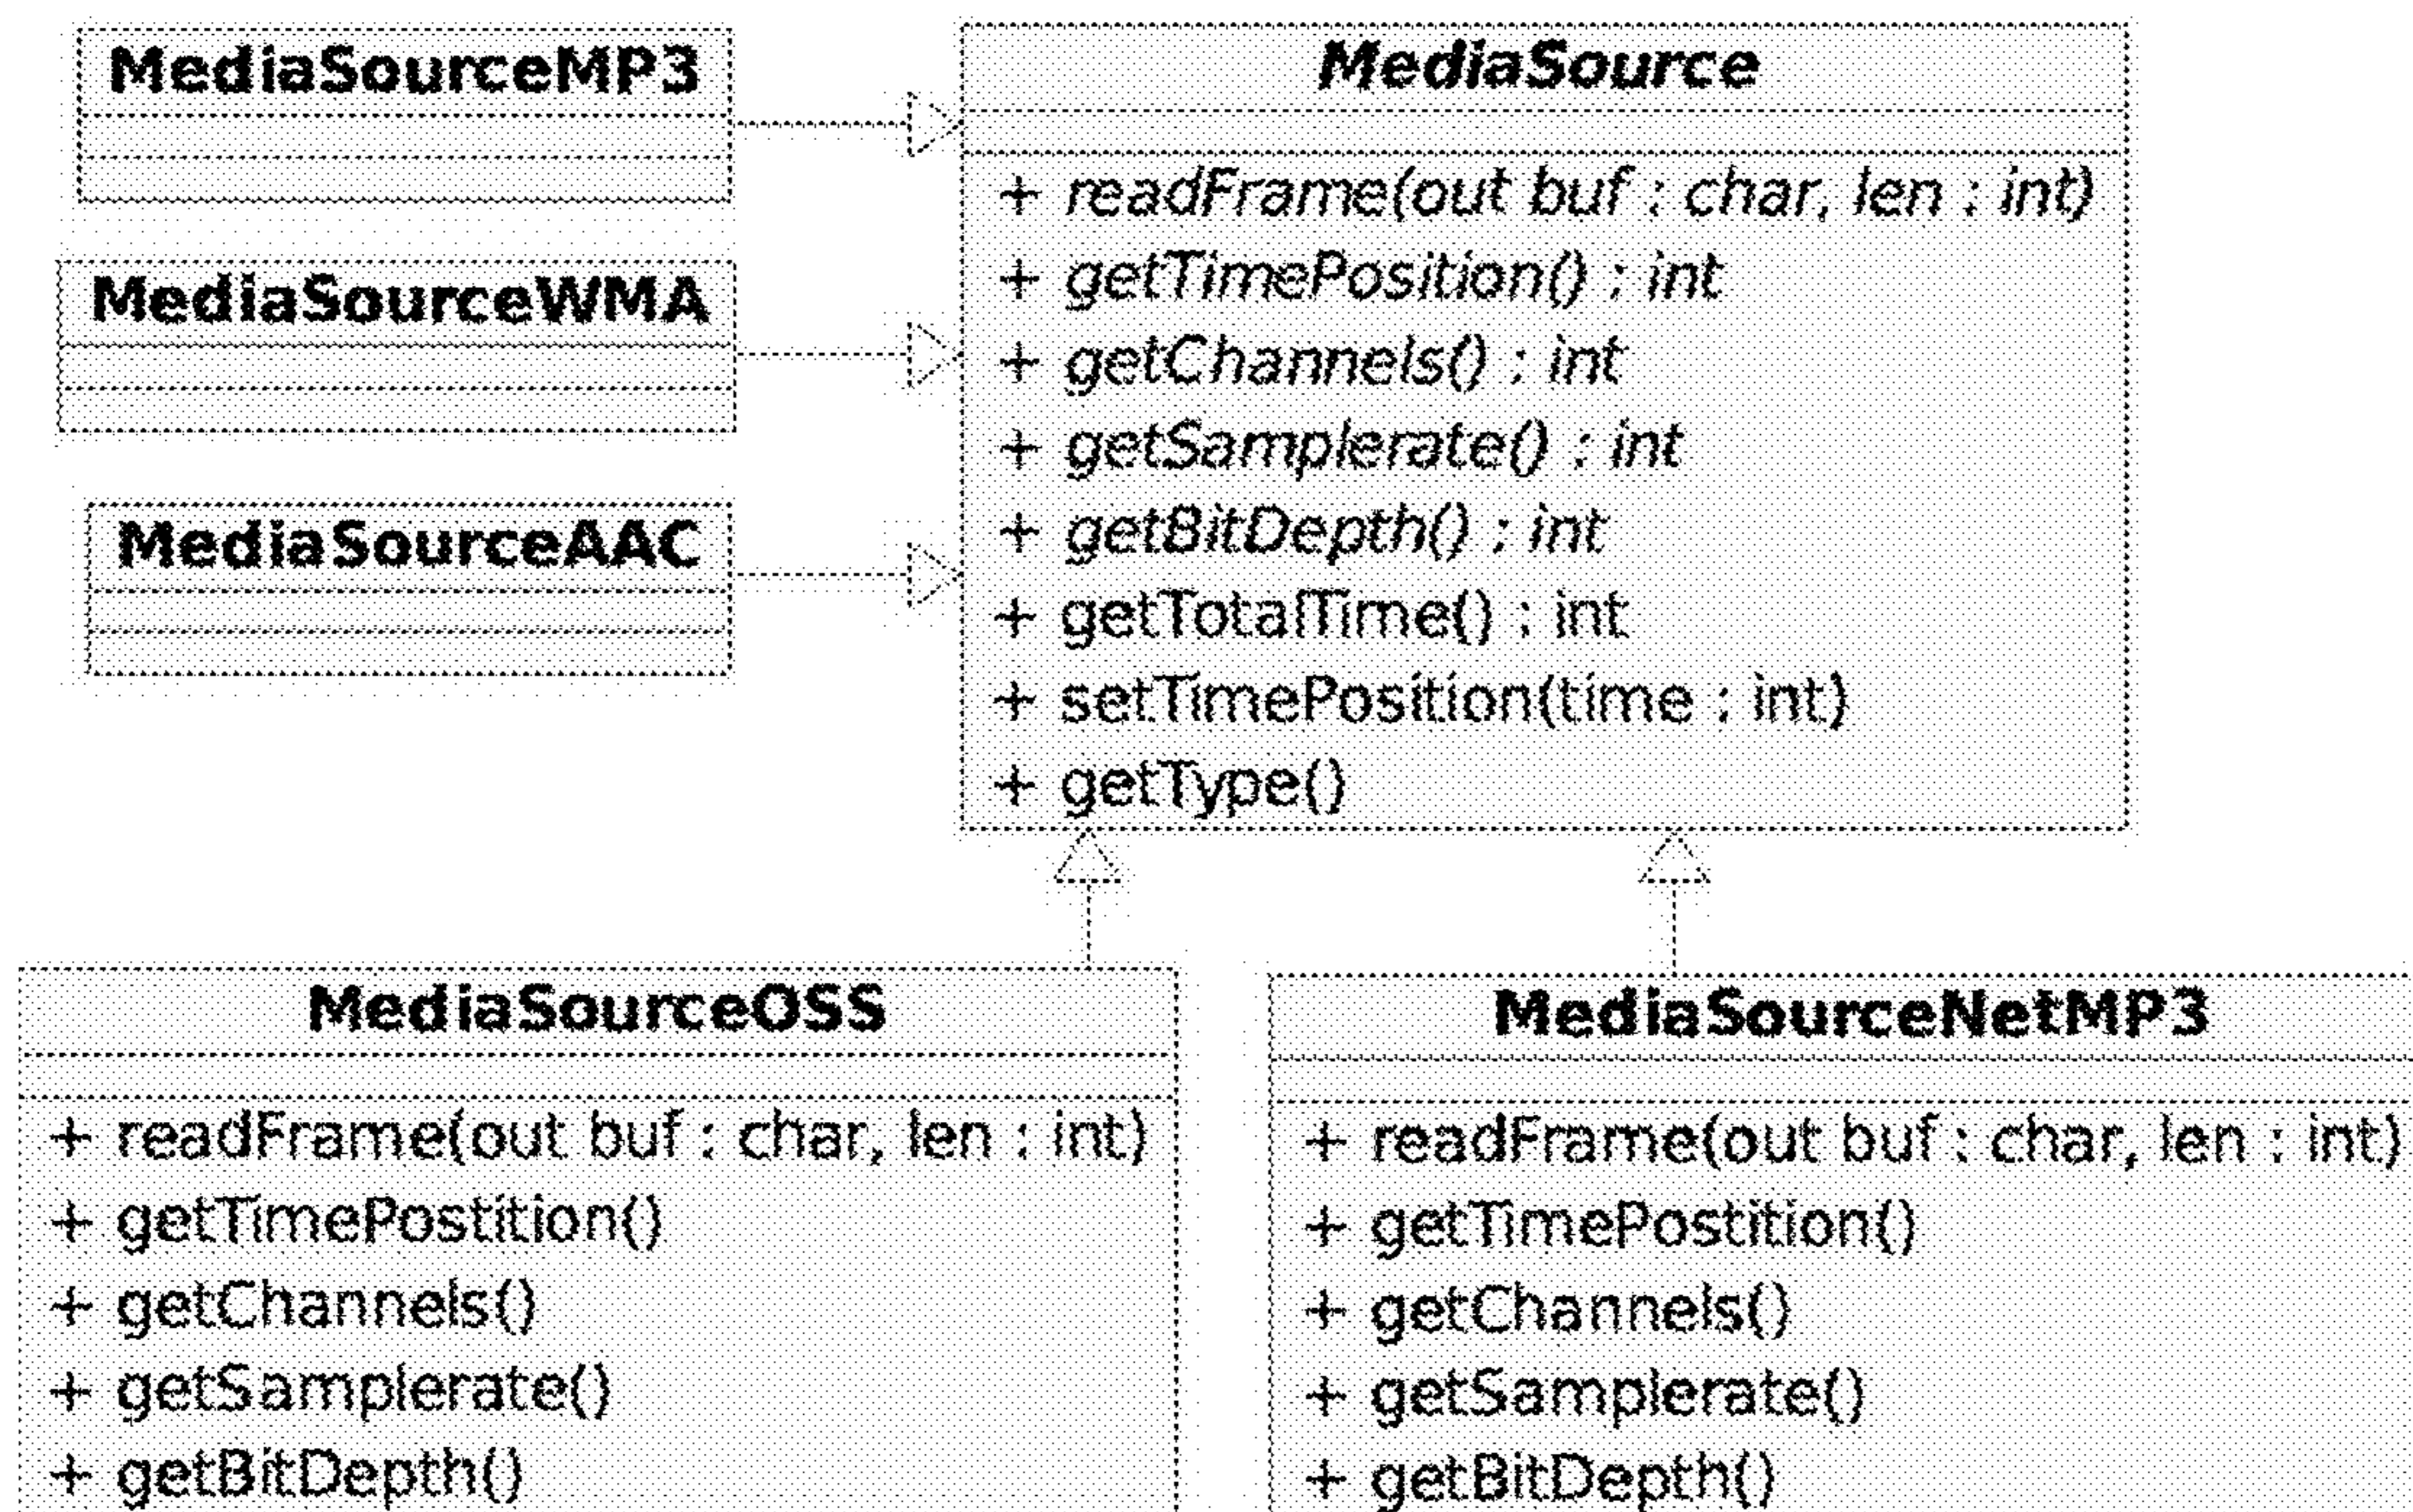 MediaSourceMP3
MediaSourceWMA
MediaSourceAAC
MediaSource
+ readFrame(out buf : char, len : int)
+ getTimePosition() : int
+ getChannels() : int
+ getSamplerate() : int
+ getBitDepth() : int
+ getTotalTime() : int
+ setTimePosition(time : int)
+ getType()
MediaSourceOSS
+ readFrame(out buf : char, len : int)
+ getTimePostition()
+ getChannels()
+ getSamplerate()
+ getBitDepth()
MediaSourceNetMP3
+ readFrame(out buf : char, len : int)
+ getTimePostition()
+ getChannels()
+ getSamplerate()
+ getBitDepth()